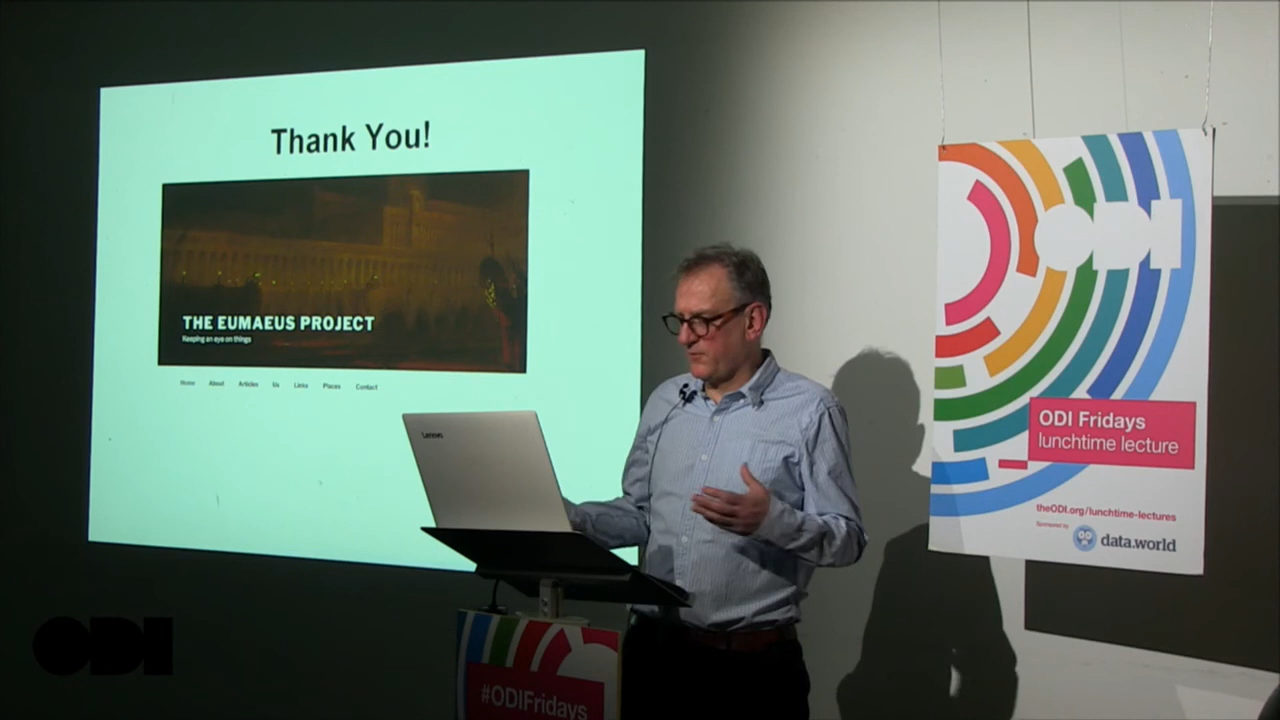 Thank You!
THE EUMAEUS PROJECT
Keeping an eye on things
Home About Articles Us Links Places Contact
Lenovo
ODI Fridays
lunchtime lecture
theODI.org/lunchtime-lectures
Sponsored by
data.world
#ODIFridays
ODI